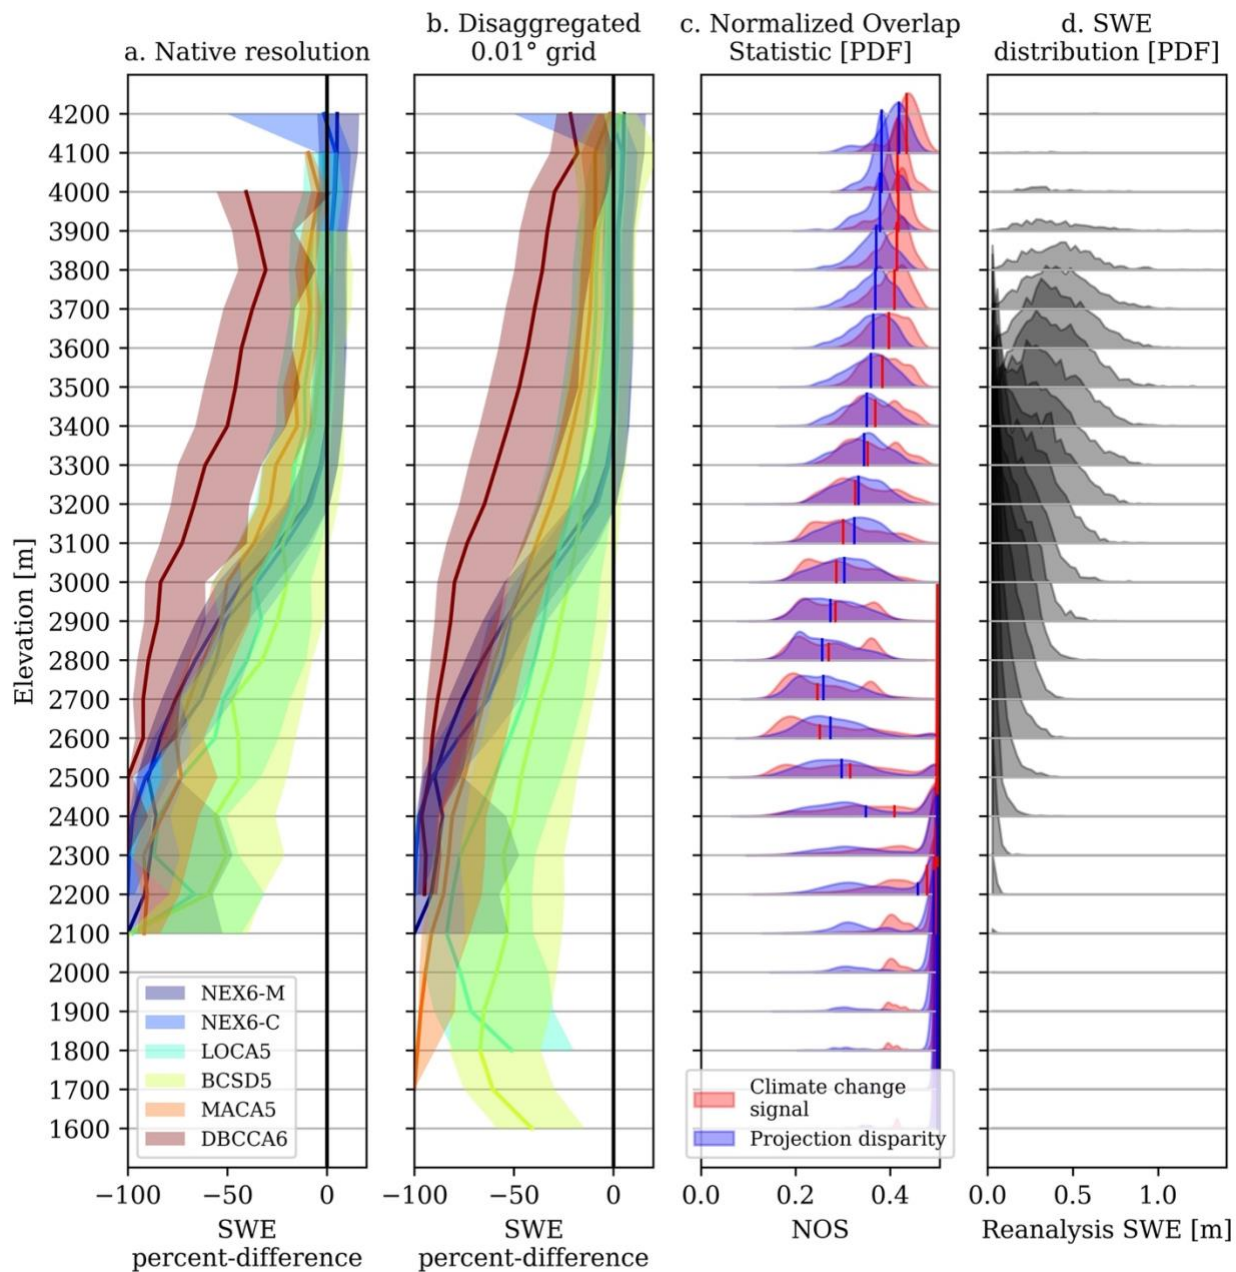 a. Native resolution
b. Disaggregated
0.01° grid
c. Normalized Overlap
Statistic [PDF]
d. SWE
distribution [PDF]
Elevation [m]
4200
4100
4000
3900
3800
3700
3600
3500
3400
3300
3200
3100
3000
2900
2800
2700
2600
2500
2400
2300
2200
2100
2000
1900
1800
1700
1600
NEX6-M
NEX6-C
LOCA5
BCSD5
MACA5
DBCCA6
Climate change
signal
Projection disparity
−100 −50 0
−100 −50 0
0.0 0.2 0.4
0.0 0.5 1.0
SWE
percent-difference
SWE
percent-difference
NOS
Reanalysis SWE [m]